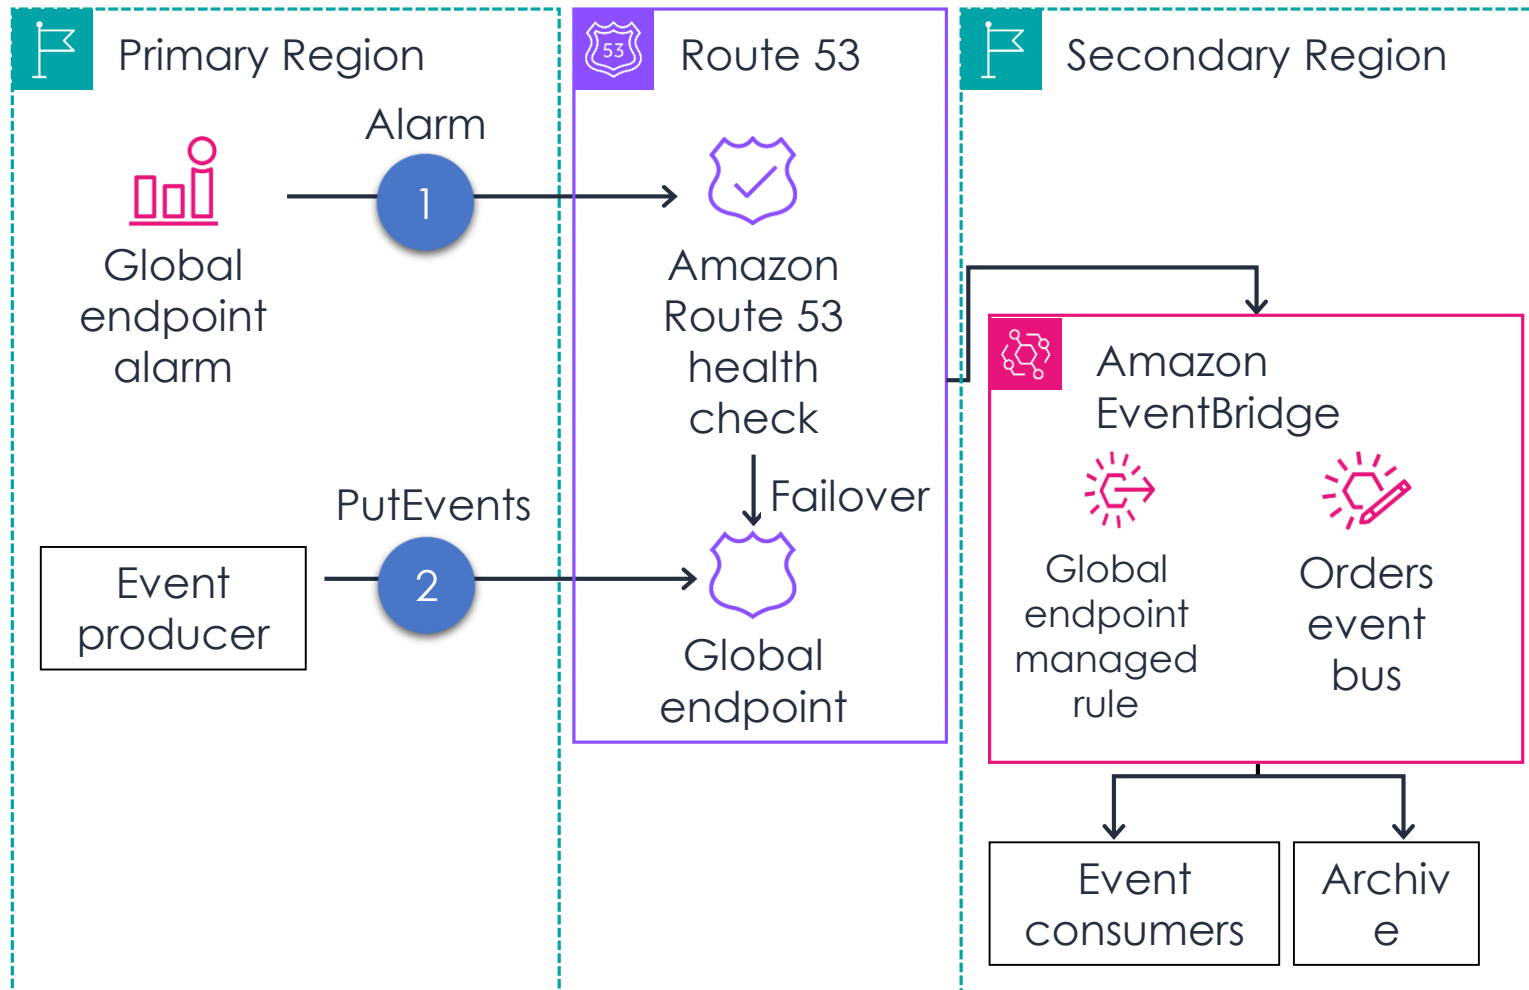 Primary Region
Alarm
1
Global
endpoint
alarm
PutEvents
2
Event
producer
53
Route 53
Amazon
Route 53
health
check
Failover
Global
endpoint
Secondary Region
Amazon
EventBridge
Global
endpoint
managed
rule
Orders
event
bus
Event
consumers
Archiv
e